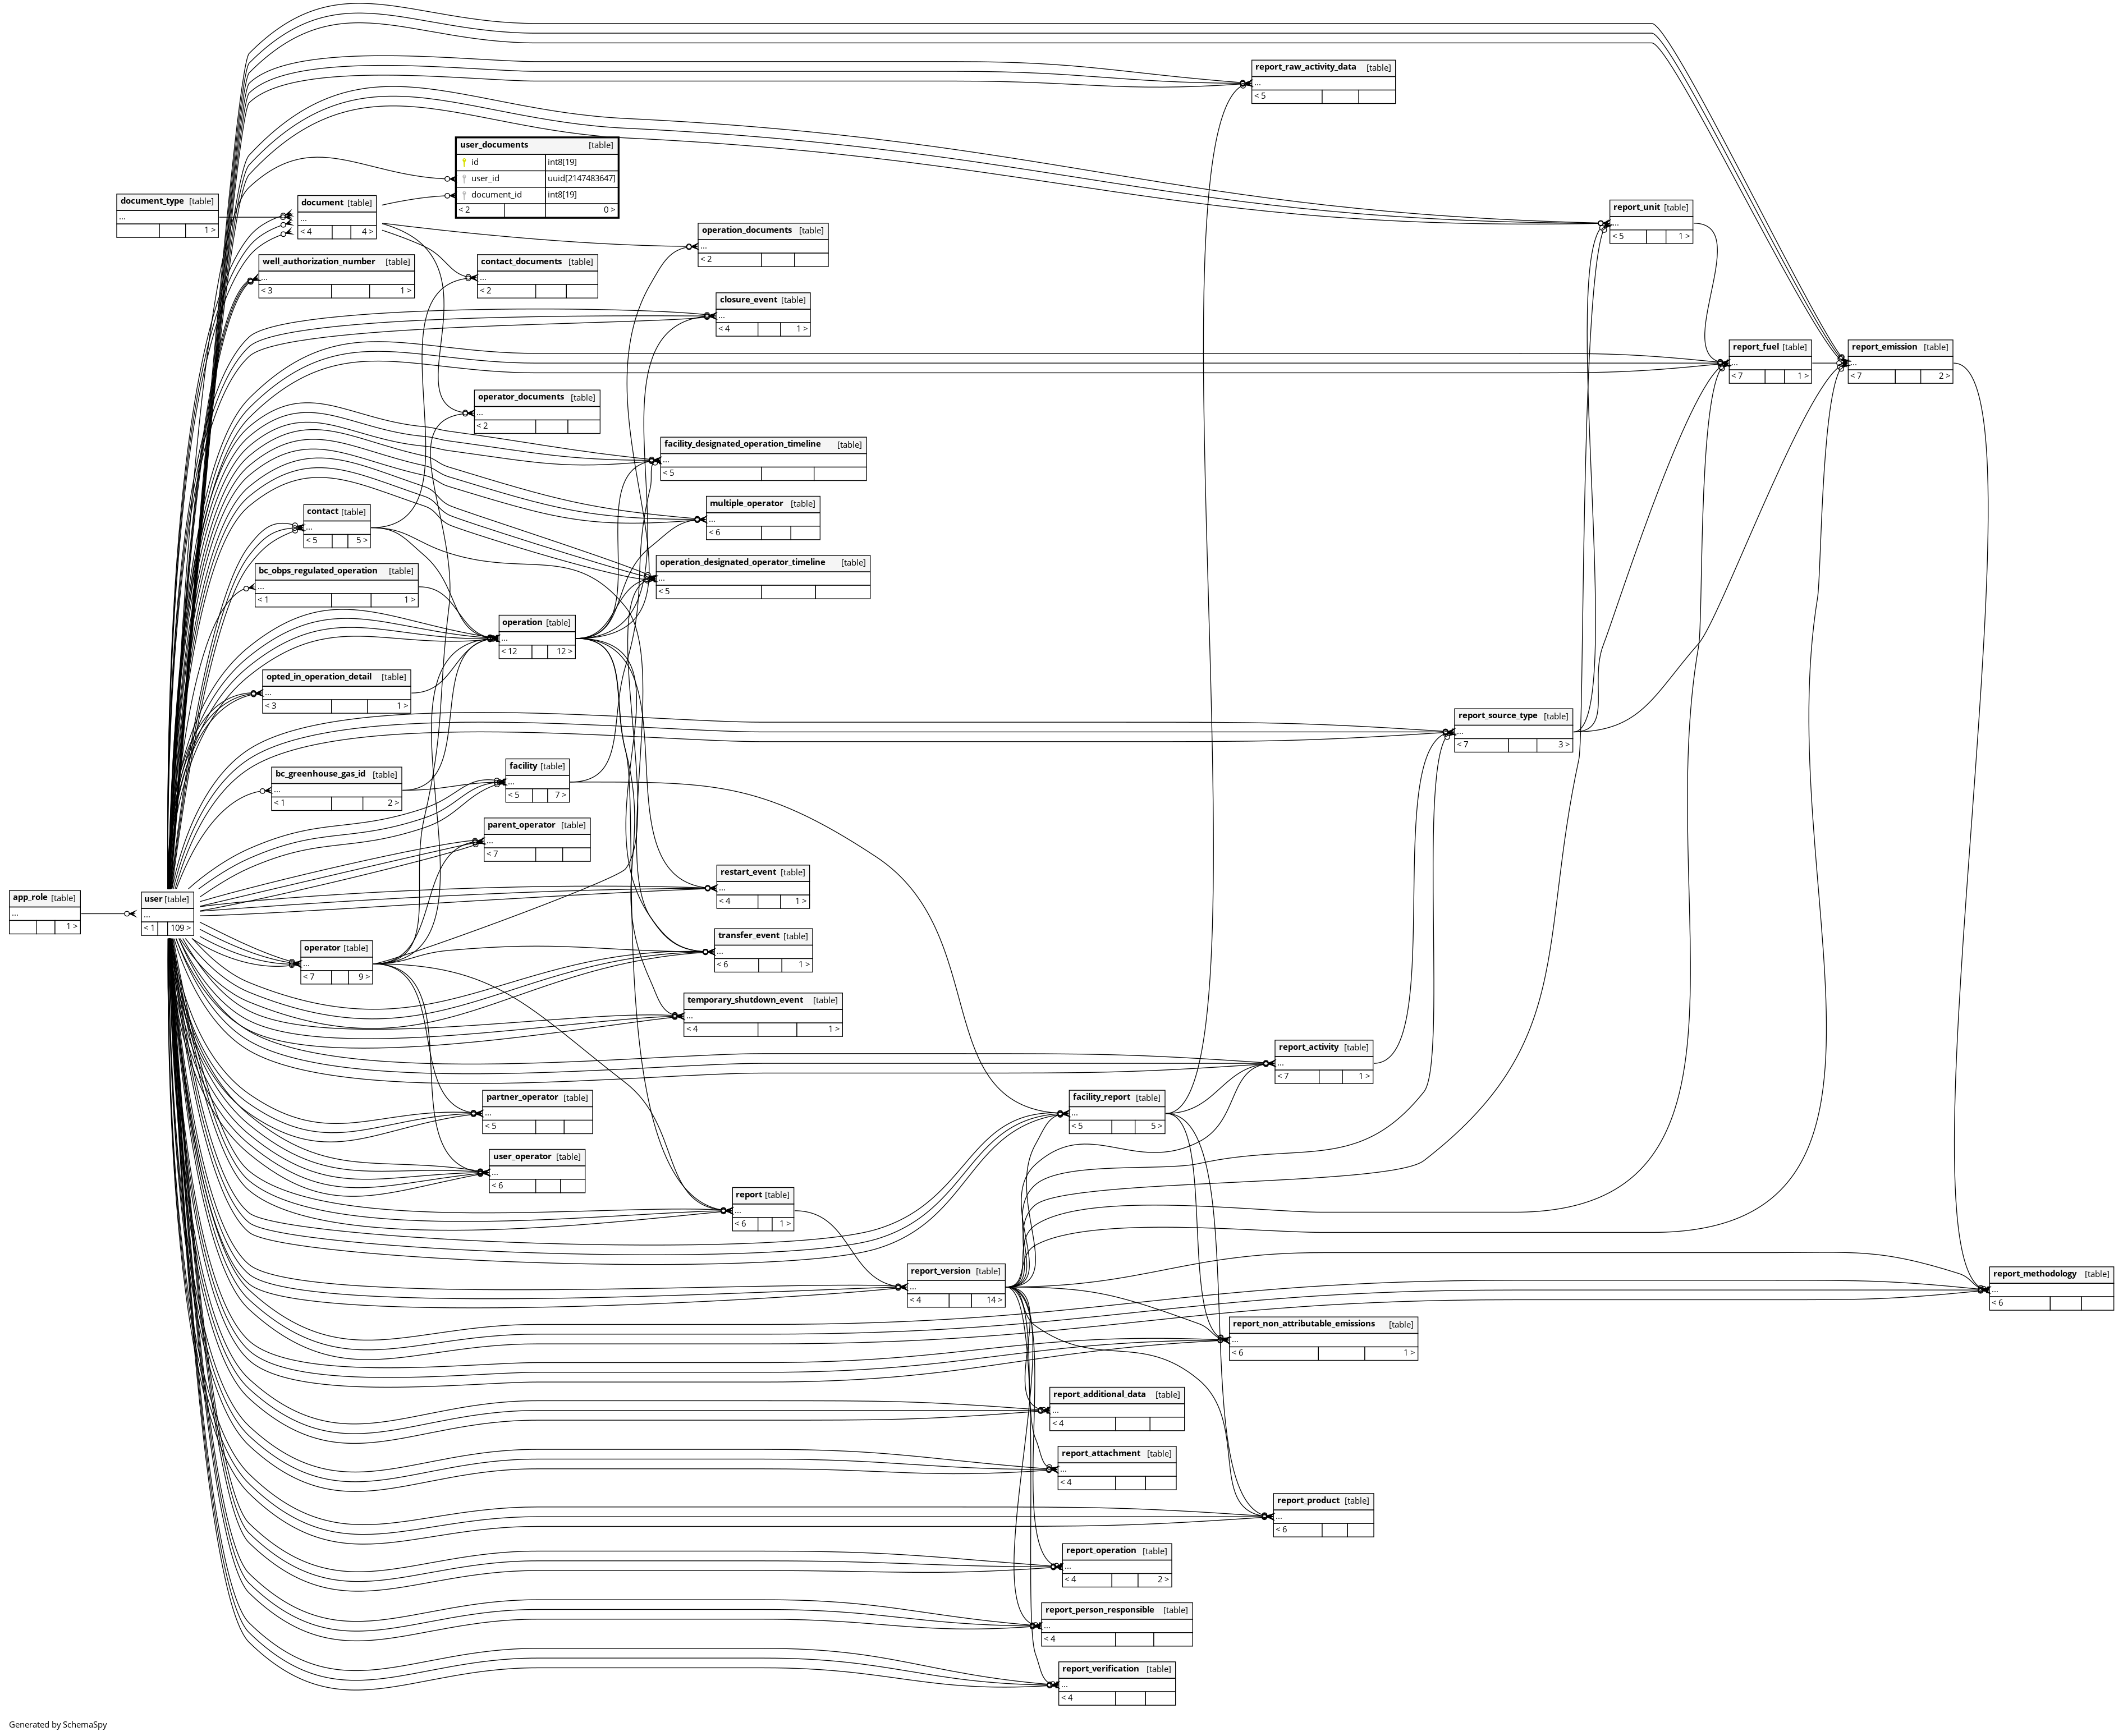 report_raw_activity_data [table]
...
< 5
user_documents [table]
id int8[19]
user_id uuid[2147483647]
document_id int8[19]
< 2 0 >
document_type [table]
...
1 >
document [table]
...
< 4 4 >
report_unit [table]
...
< 5 1 >
operation_documents [table]
...
< 2
well_authorization_number [table]
...
< 3 1 >
contact_documents [table]
...
< 2
closure_event [table]
...
< 4 1 >
report_fuel [table]
...
< 7 1 >
report_emission [table]
...
< 7 2 >
operator_documents [table]
...
< 2
facility_designated_operation_timeline [table]
...
< 5
multiple_operator [table]
...
< 6
contact [table]
...
< 5 5 >
operation_designated_operator_timeline [table]
...
< 5
bc_obps_regulated_operation [table]
...
< 1 1 >
operation [table]
...
< 12 12 >
opted_in_operation_detail [table]
...
< 3 1 >
report_source_type [table]
...
< 7 3 >
facility [table]
...
< 5 7 >
bc_greenhouse_gas_id [table]
...
< 1 2 >
parent_operator [table]
...
< 7
restart_event [table]
...
< 4 1 >
app_role [table]
...
1 >
user [table]
...
< 1 109 >
transfer_event [table]
...
< 6 1 >
operator [table]
...
< 7 9 >
temporary_shutdown_event [table]
...
< 4 1 >
report_activity [table]
...
< 7 1 >
partner_operator [table]
...
< 5
facility_report [table]
...
< 5 5 >
user_operator [table]
...
< 6
report [table]
...
< 6 1 >
report_version [table]
...
< 4 14 >
report_methodology [table]
...
< 6
report_non_attributable_emissions [table]
...
< 6 1 >
report_additional_data [table]
...
< 4
report_attachment [table]
...
< 4
report_product [table]
...
< 6
report_operation [table]
...
< 4 2 >
report_person_responsible [table]
...
< 4
report_verification [table]
...
< 4
Generated by SchemaSpy